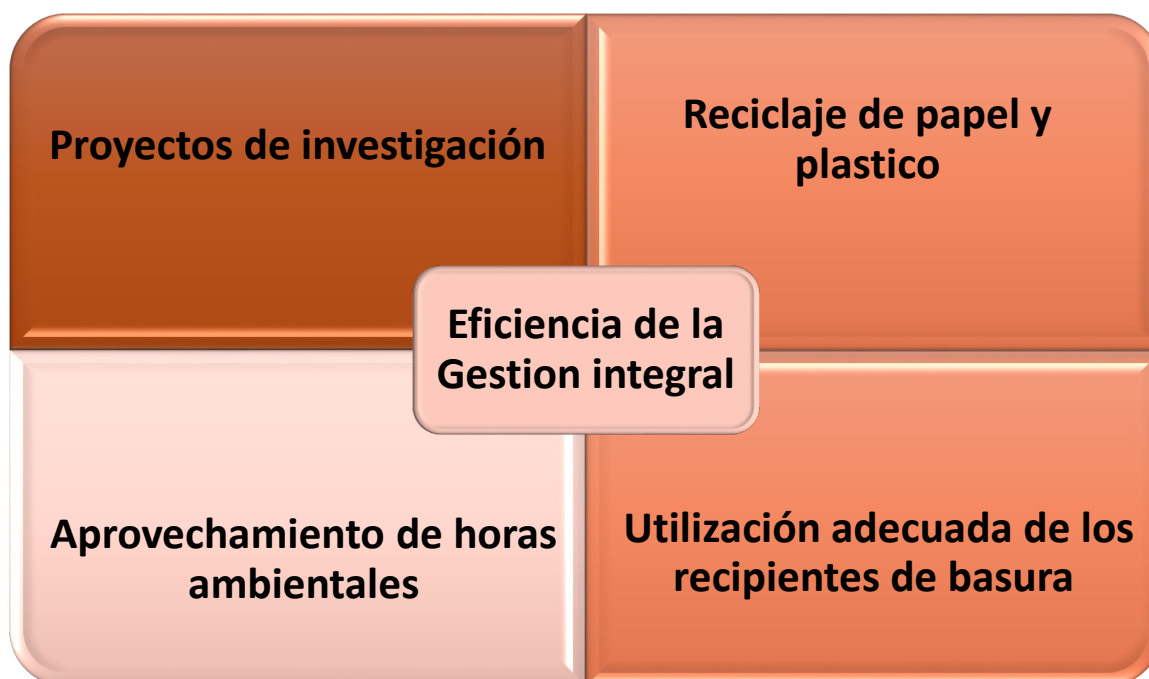 Proyectos de investigación
Reciclaje de papel y
plastico
Eficiencia de la
Gestion integral
Aprovechamiento de horas
ambientales
Utilización adecuada de los
recipientes de basura